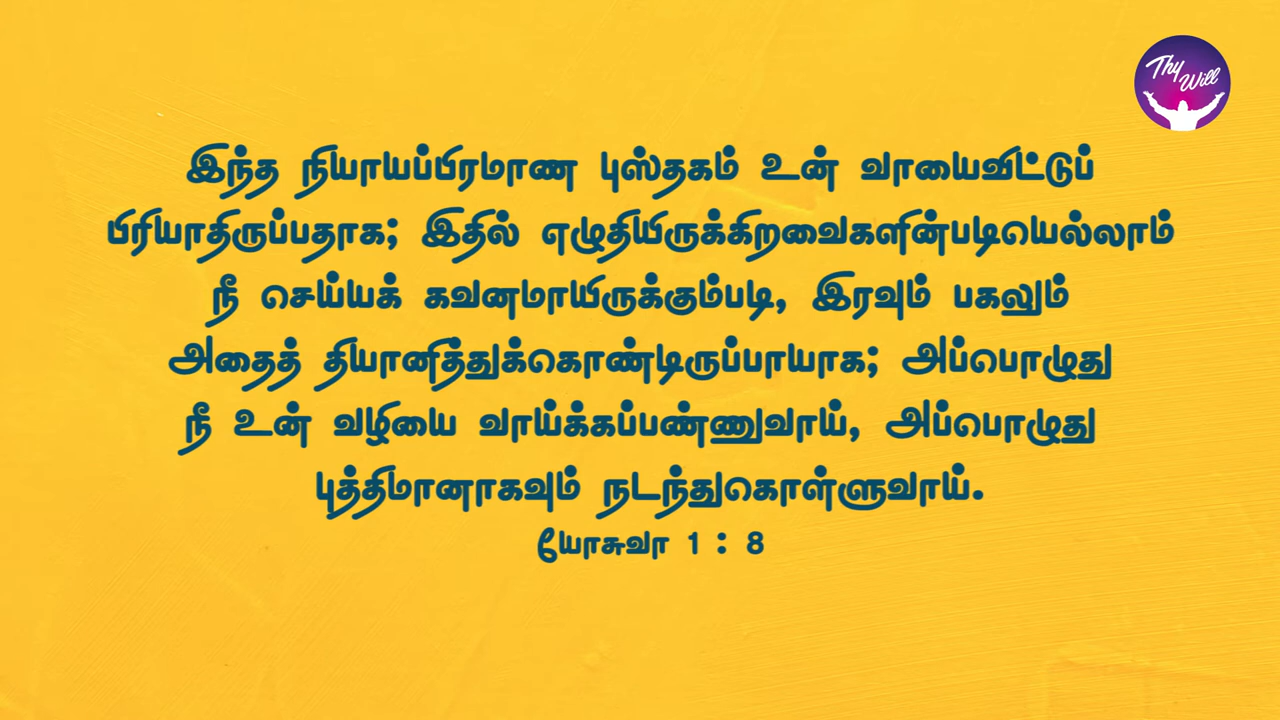 Thy
Will
இந்த நியாயப்பிரமாண புஸ்தகம் உன் வாயைவிட்டுப்
பிரியாதிருப்பதாக; இதில் எழுதியிருக்கிறவைகளின்படியெல்லாம்
நீ செய்யக் கவனமாயிருக்கும்படி, இரவும் பகலும்
அதைத் தியானித்துக்கொண்டிருப்பாயாக; அப்பொழுது
நீ உன் வழியை வாய்க்கப்பண்ணுவாய், அப்பொழுது
புத்திமானாகவும் நடந்துகொள்ளுவாய்.
யோசுவா 1 : 8